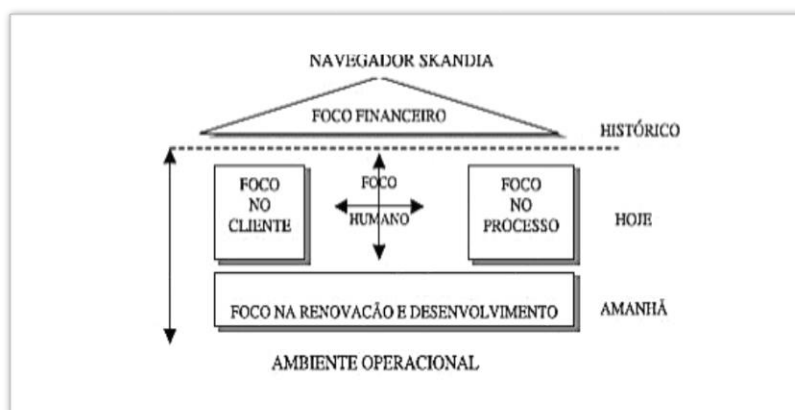 NAVEGADOR SKANDIA
FOCO FINANCEIRO
HISTÓRICO
FOCO
NO
CLIENTE
FOCO
HUMANO
FOCO
NO
PROCESSO
HOJE
FOCO NA RENOVAÇÃO E DESENVOLVIMENTO
AMANHÃ
AMBIENTE OPERACIONAL